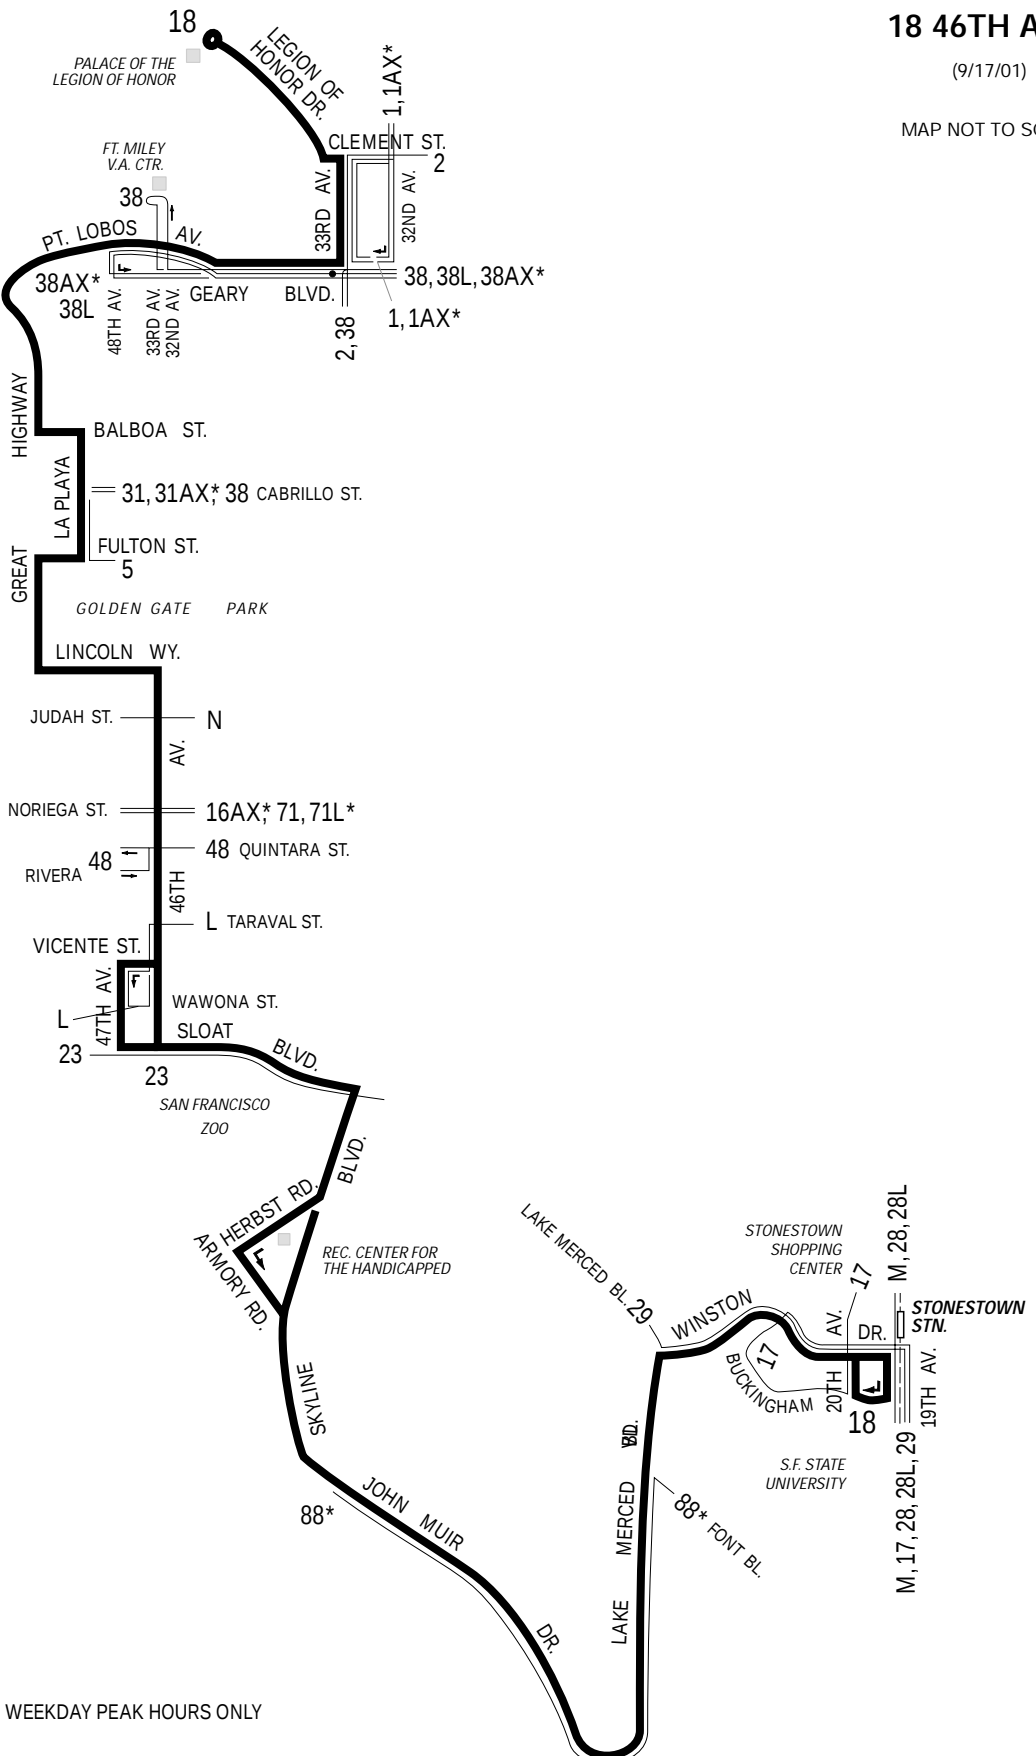 18 46TH A
(9/17/01)
MAP NOT TO SC
18
PALACE OF THE
LEGION OF HONOR
LEGION OF
HONOR DR.
1, 1AX*
CLEMENT ST.
2
FT. MILEY
V.A. CTR.
38
33RD AV.
32ND AV.
PT. LOBOS AV.
38AX*
38L
GEARY BLVD.
38, 38L, 38AX*
1, 1AX*
2, 38
48TH AV.
33RD AV.
32ND AV.
GREAT HIGHWAY
BALBOA ST.
LA PLAYA
31, 31AX*, 38 CABRILLO ST.
FULTON ST.
5
GOLDEN GATE PARK
LINCOLN WY.
JUDAH ST.
N
46TH AV.
NORIEGA ST.
16AX*, 71, 71L*
48 QUINTARA ST.
48
RIVERA
L TARAVAL ST.
VICENTE ST.
47TH AV.
WAWONA ST.
L
SLOAT BLVD.
23
23
SAN FRANCISCO
ZOO
SKYLINE BLVD.
HERBST RD.
ARMORY RD.
REC. CENTER FOR
THE HANDICAPPED
88*
JOHN MUIR DR.
LAKE MERCED BL. 29
WINSTON DR.
STONESTOWN
SHOPPING
CENTER
17
M, 28, 28L
STONESTOWN
STN.
17
BUCKINGHAM
20TH AV.
18
19TH AV.
S.F. STATE
UNIVERSITY
M, 17, 28, 28L, 29
LAKE MERCED
88* FONT BL.
WEEKDAY PEAK HOURS ONLY